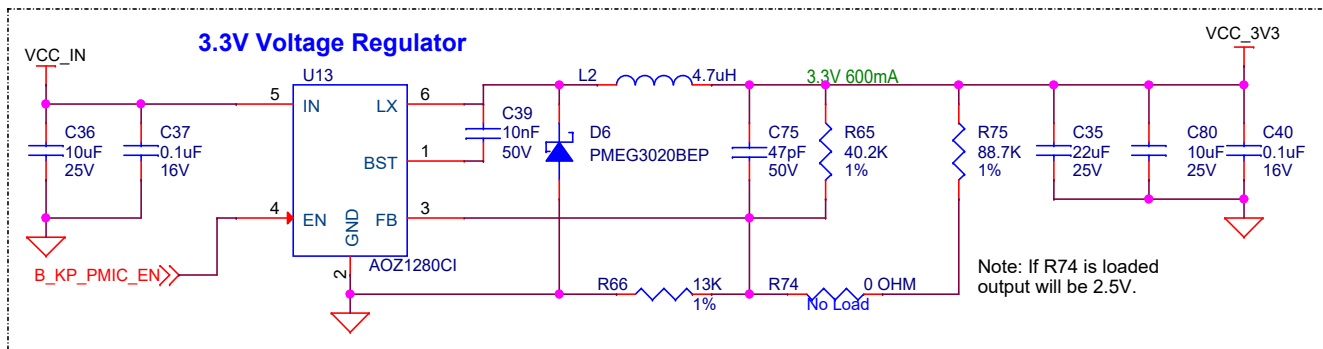 3.3V Voltage Regulator
VCC_IN
VCC_3V3
U13
L2
4.7uH
3.3V 600mA
5
IN
LX
6
C39
10nF
50V
BST
1
C36
10uF
25V
C37
0.1uF
16V
D6
PMEG3020BEP
C75
47pF
50V
R65
40.2K
1%
R75
88.7K
1%
C35
22uF
25V
C80
10uF
25V
C40
0.1uF
16V
4
EN
GND
FB
3
2
AOZ1280CI
B_KP_PMIC_EN
R66
13K
1%
R74
0 OHM
No Load
Note: If R74 is loaded
output will be 2.5V.